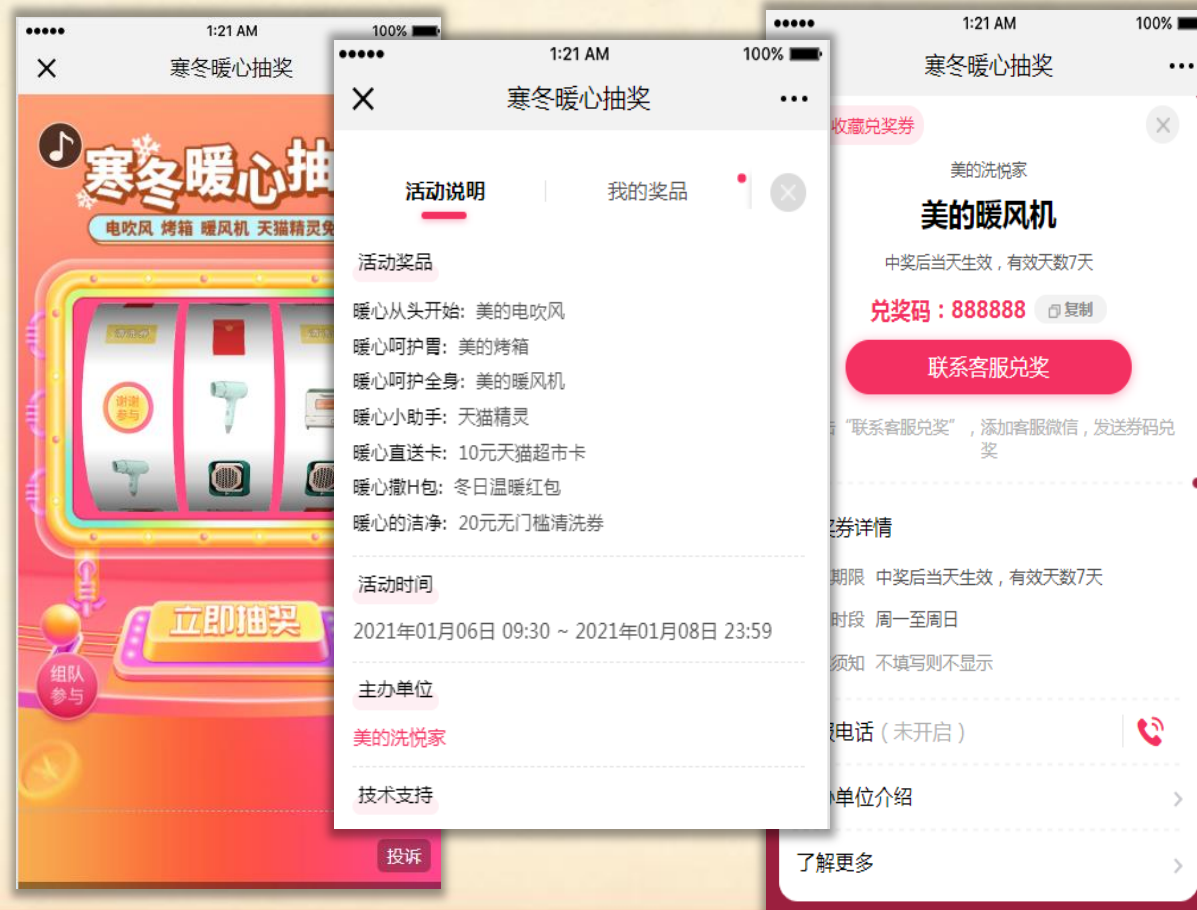 1:21 AM
100%
寒冬暖心抽奖
寒冬暖心抽
电吹风 烤箱 暖风机 天猫精灵免
清洗券
谢谢
参与
立即抽奖
组队
参与
投诉
1:21 AM
100%
寒冬暖心抽奖
活动说明
我的奖品
活动奖品
暖心从头开始: 美的电吹风
暖心呵护胃: 美的烤箱
暖心呵护全身: 美的暖风机
暖心小助手: 天猫精灵
暖心直送卡: 10元天猫超市卡
暖心撒H包: 冬日温暖红包
暖心的洁净: 20元无门槛清洗券
活动时间
2021年01月06日 09:30 ~ 2021年01月08日 23:59
主办单位
美的洗悦家
技术支持
1:21 AM
100%
寒冬暖心抽奖
收藏兑奖券
美的洗悦家
美的暖风机
中奖后当天生效，有效天数7天
兑奖码：888888 复制
联系客服兑奖
“联系客服兑奖”，添加客服微信，发送券码兑
奖
券详情
期限 中奖后当天生效，有效天数7天
时段 周一至周日
须知 不填写则不显示
电话 ( 未开启 )
单位介绍
了解更多